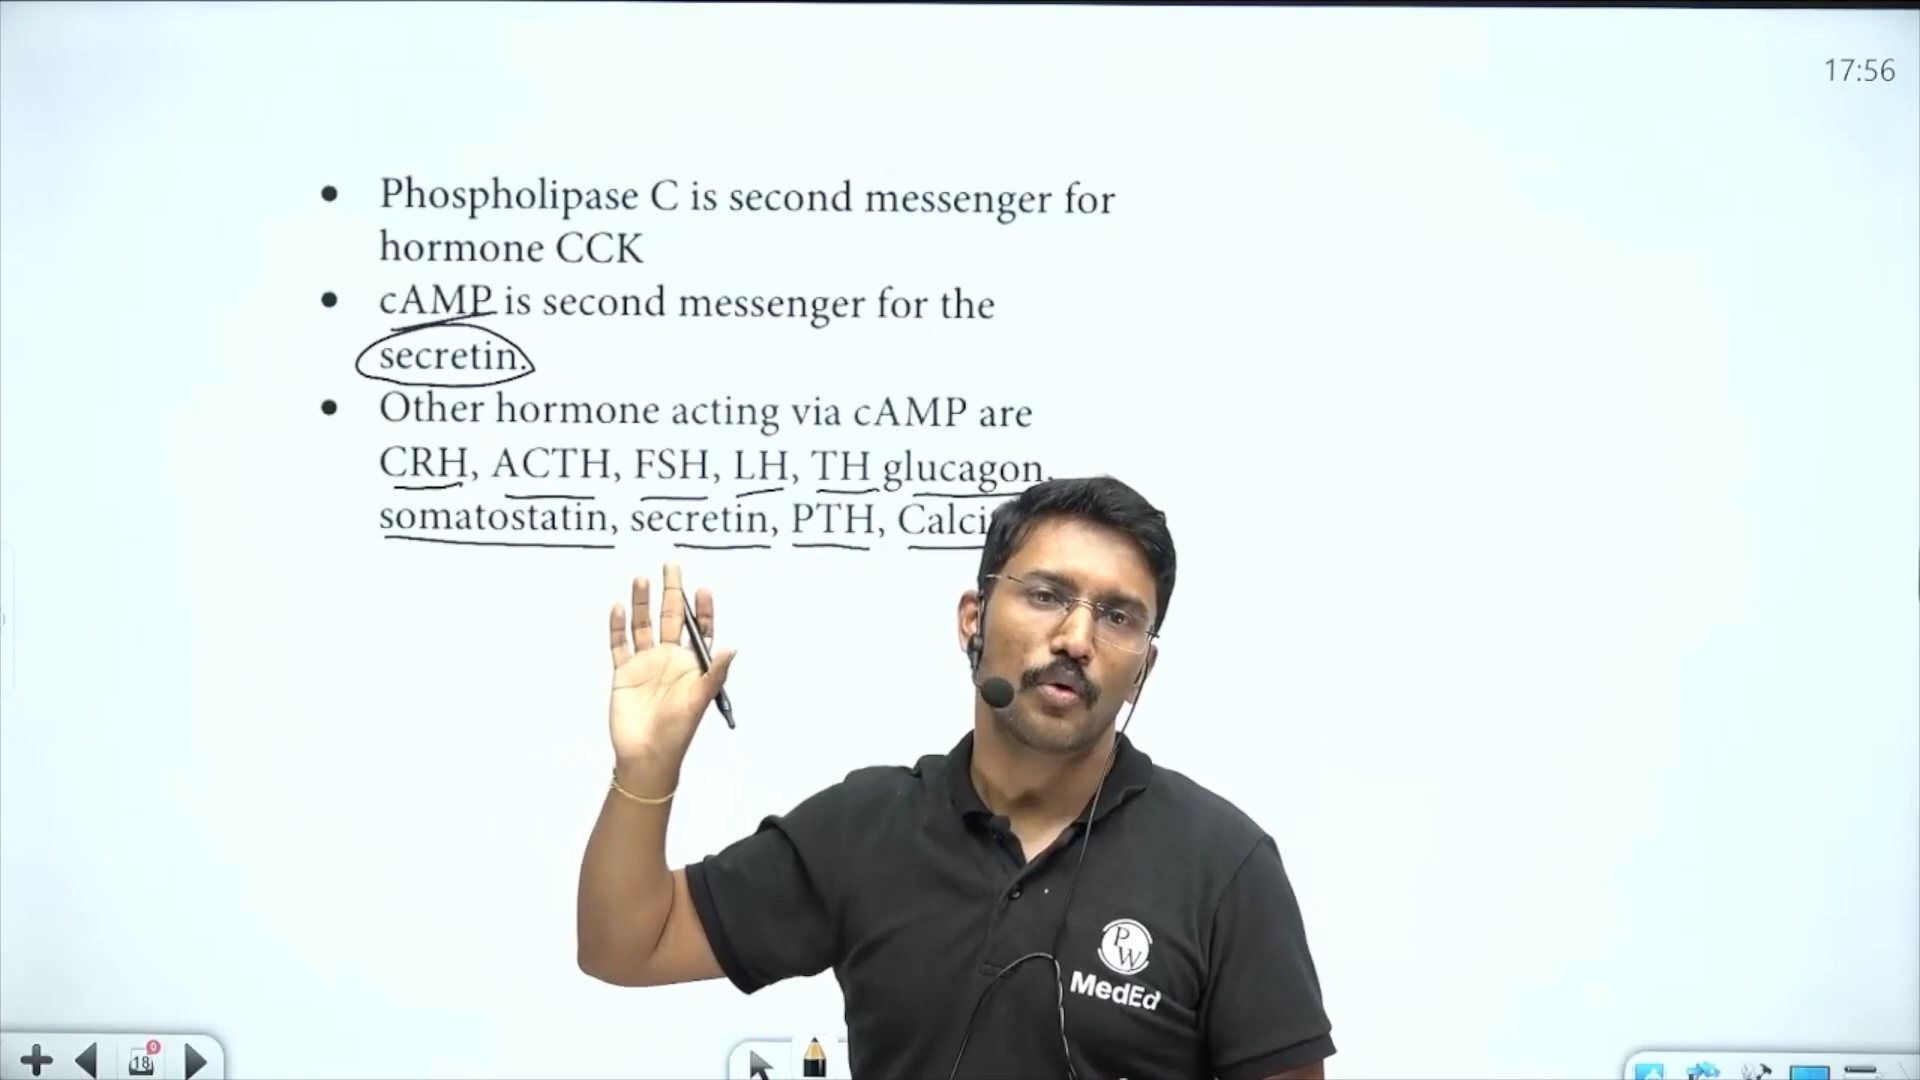 17:56
• Phospholipase C is second messenger for
hormone CCK
• cAMP is second messenger for the
secretin.
• Other hormone acting via cAMP are
CRH, ACTH, FSH, LH, TH glucagon,
somatostatin, secretin, PTH,
PW
MedEd
18
0